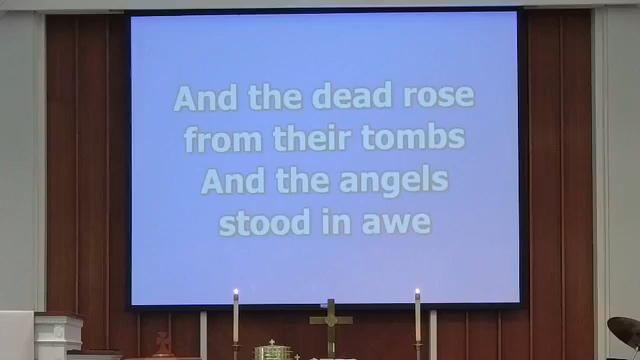 And the dead rose
from their tombs
And the angels
stood in awe